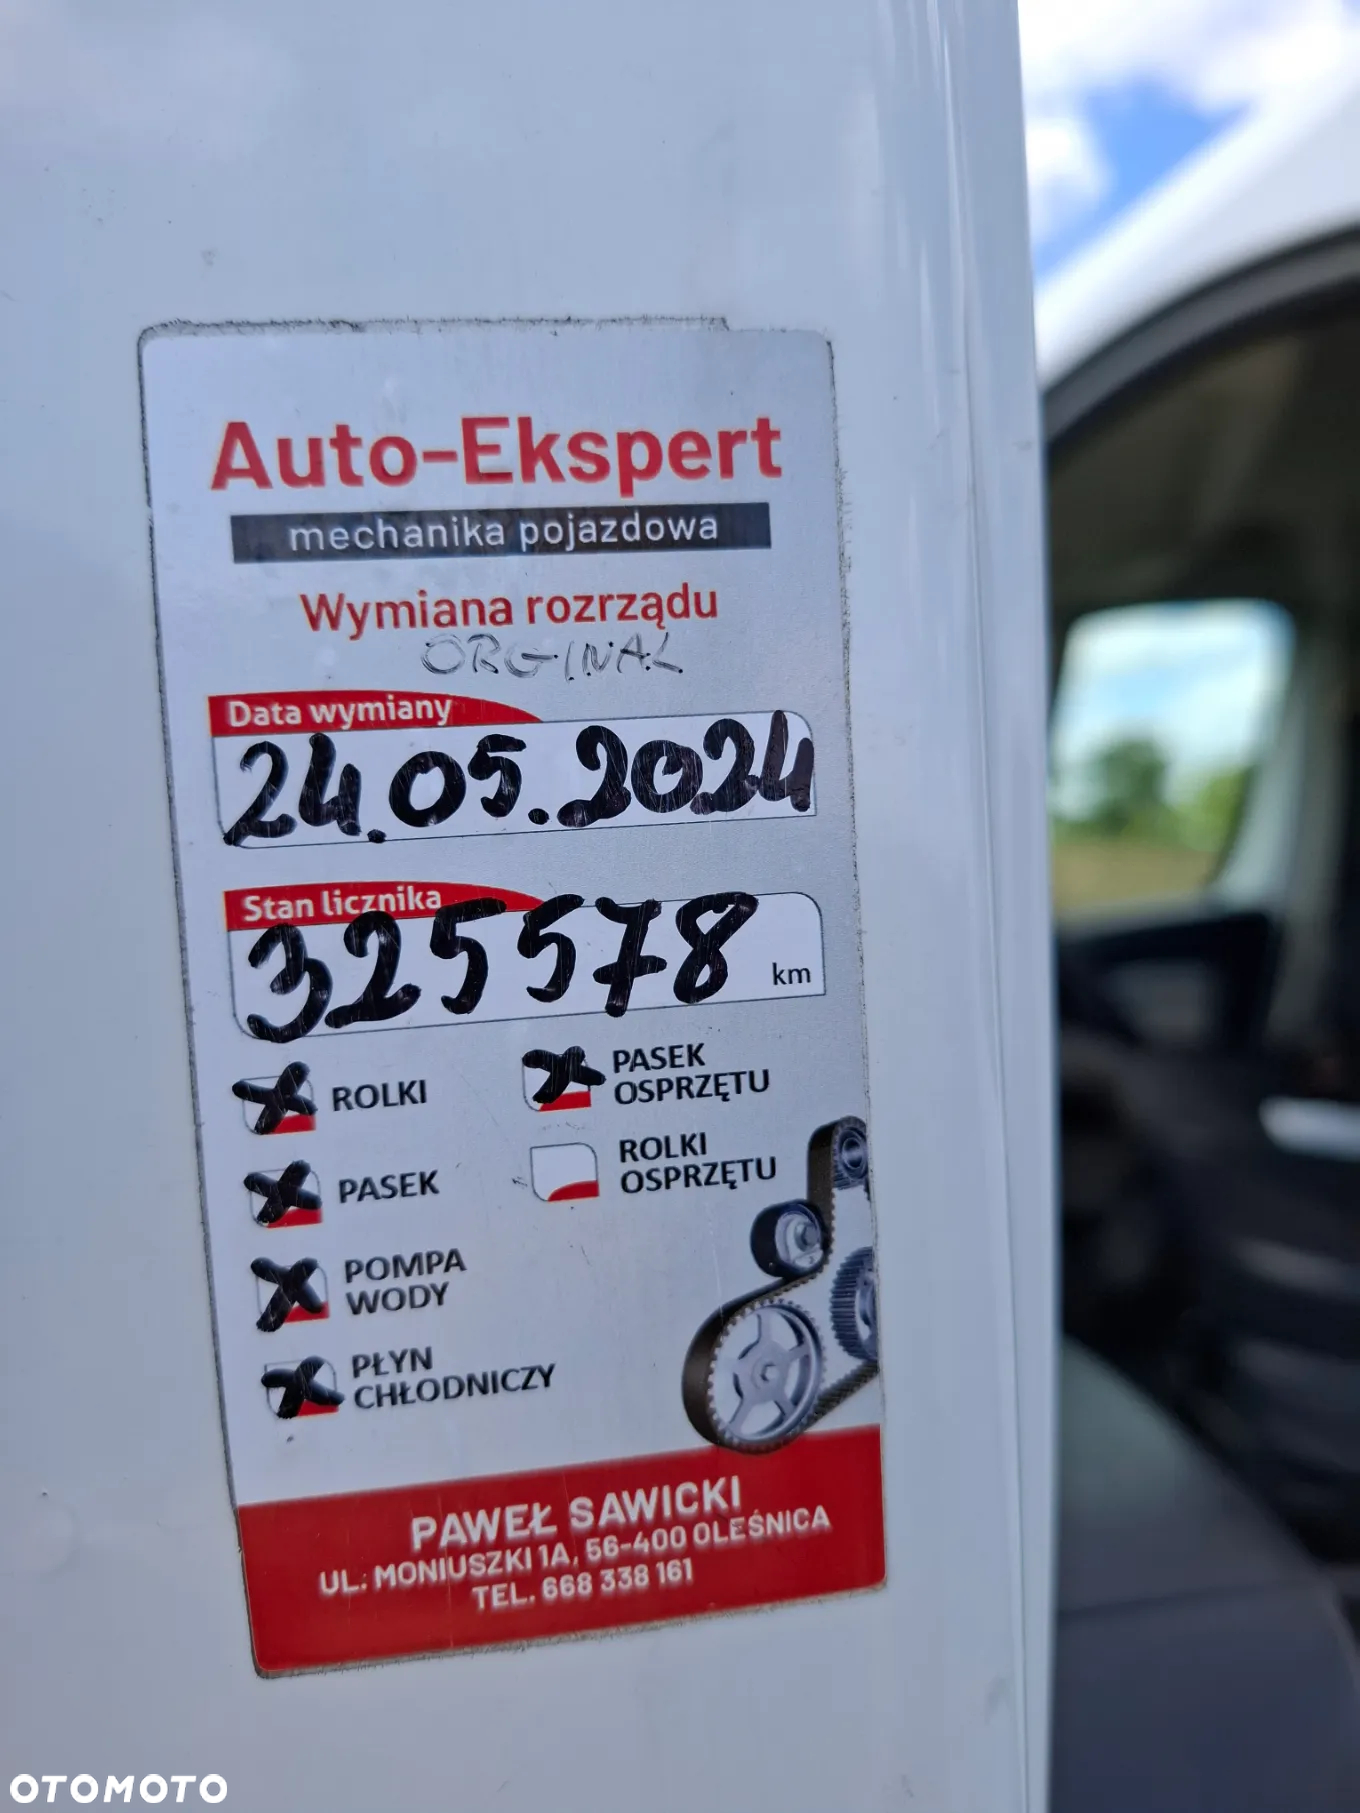 Auto-Ekspert
mechanika pojazdowa
Wymiana rozrządu
ORGINAL
Data wymiany
24.05.2024
Stan licznika
325578
km
ROLKI
PASEK
POMPA
WODY
PŁYN
CHŁODNICZY
PASEK
OSPRZĘTU
ROLKI
OSPRZĘTU
PAWEŁ SAWICKI
UL. MONIUSZKI 1A, 56-400 OLEŚNICA
TEL. 668 338 161
OTOMOTO